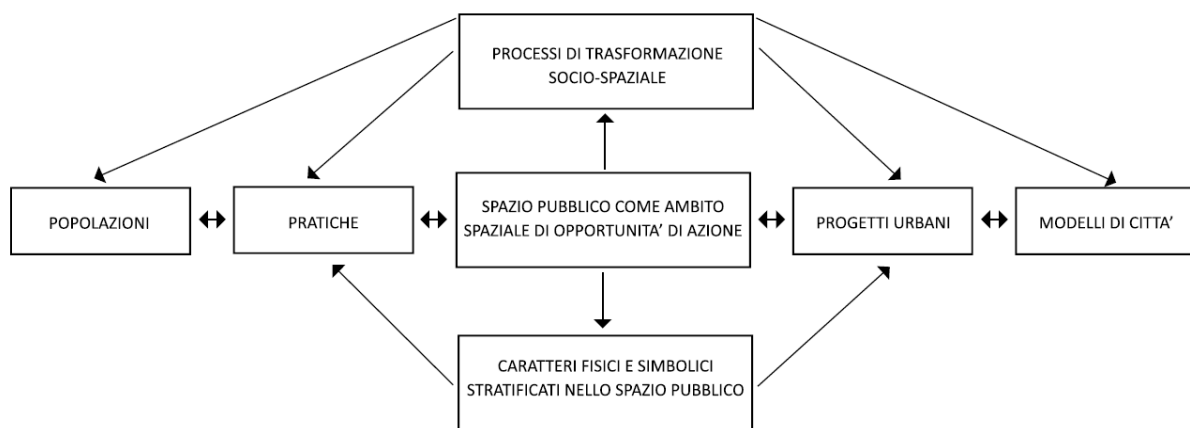 PROCESSI DI TRASFORMAZIONE
SOCIO-SPAZIALE
POPOLAZIONI
PRATICHE
SPAZIO PUBBLICO COME AMBITO
SPAZIALE DI OPPORTUNITA’ DI AZIONE
PROGETTI URBANI
MODELLI DI CITTA’
CARATTERI FISICI E SIMBOLICI
STRATIFICATI NELLO SPAZIO PUBBLICO